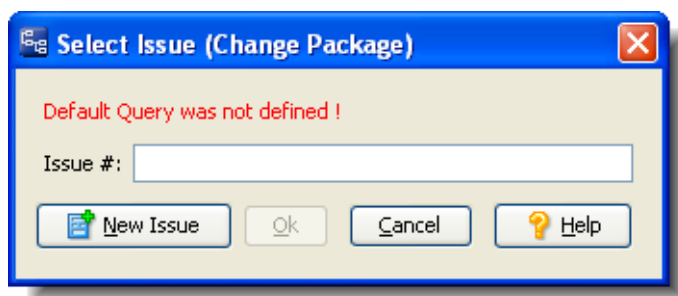 Select Issue (Change Package)
Default Query was not defined !
Issue #:
New Issue Ok Cancel Help